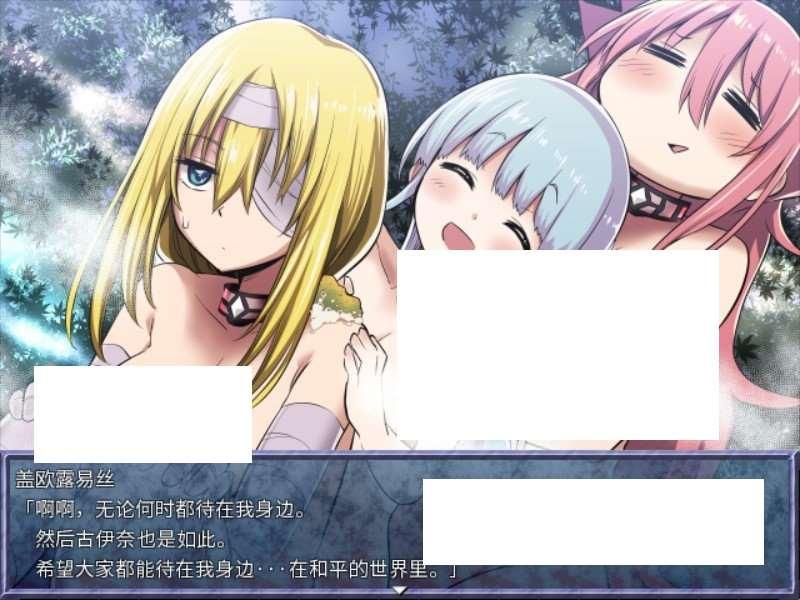 盖欧露易丝
「啊啊，无论何时都待在我身边。
然后古伊奈也是如此。
希望大家都能待在我身边･･･在和平的世界里。」